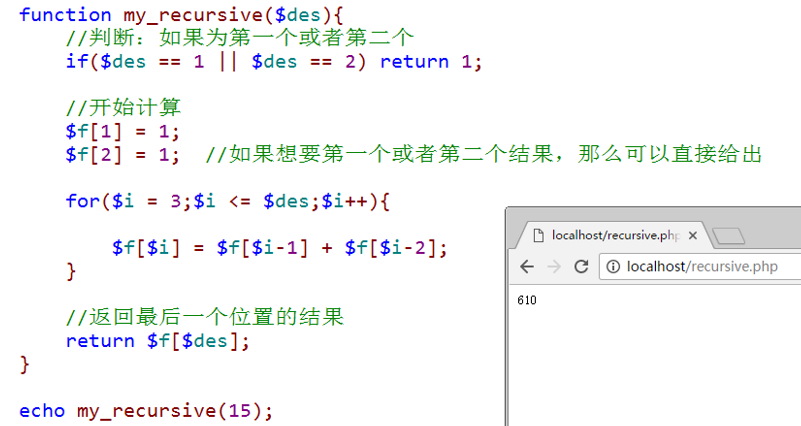 function my_recursive($des){
//判断：如果为第一个或者第二个
if($des == 1 || $des == 2) return 1;
//开始计算
$f[1] = 1;
$f[2] = 1;  //如果想要第一个或者第二个结果，那么可以直接给出
for($i = 3;$i <= $des;$i++){
$f[$i] = $f[$i-1] + $f[$i-2];
}
//返回最后一个位置的结果
return $f[$des];
}
echo my_recursive(15);
localhost/recursive.php
localhost/recursive.php
610